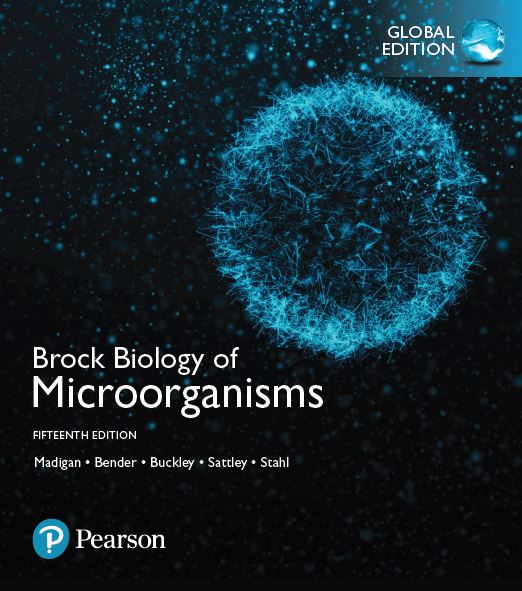 GLOBAL
EDITION
Brock Biology of
Microorganisms
FIFTEENTH EDITION
Madigan • Bender • Buckley • Sattley • Stahl
P Pearson